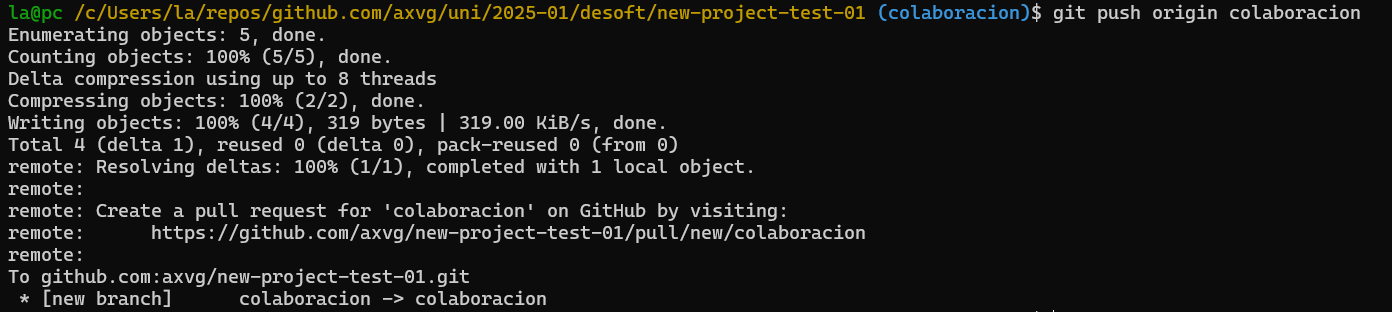 la@pc /c/Users/la/repos/github.com/axvg/uni/2025-01/desoft/new-project-test-01 (colaboracion)$ git push origin colaboracion
Enumerating objects: 5, done.
Counting objects: 100% (5/5), done.
Delta compression using up to 8 threads
Compressing objects: 100% (2/2), done.
Writing objects: 100% (4/4), 319 bytes | 319.00 KiB/s, done.
Total 4 (delta 1), reused 0 (delta 0), pack-reused 0 (from 0)
remote: Resolving deltas: 100% (1/1), completed with 1 local object.
remote:
remote: Create a pull request for 'colaboracion' on GitHub by visiting:
remote:      https://github.com/axvg/new-project-test-01/pull/new/colaboracion
remote:
To github.com:axvg/new-project-test-01.git
 * [new branch]      colaboracion -> colaboracion